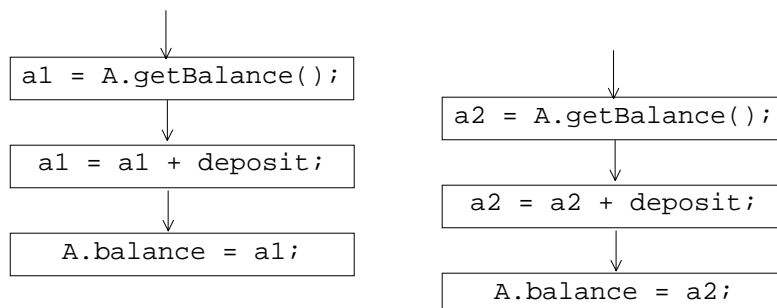 a1 = A.getBalance();
a1 = a1 + deposit;
A.balance = a1;
a2 = A.getBalance();
a2 = a2 + deposit;
A.balance = a2;